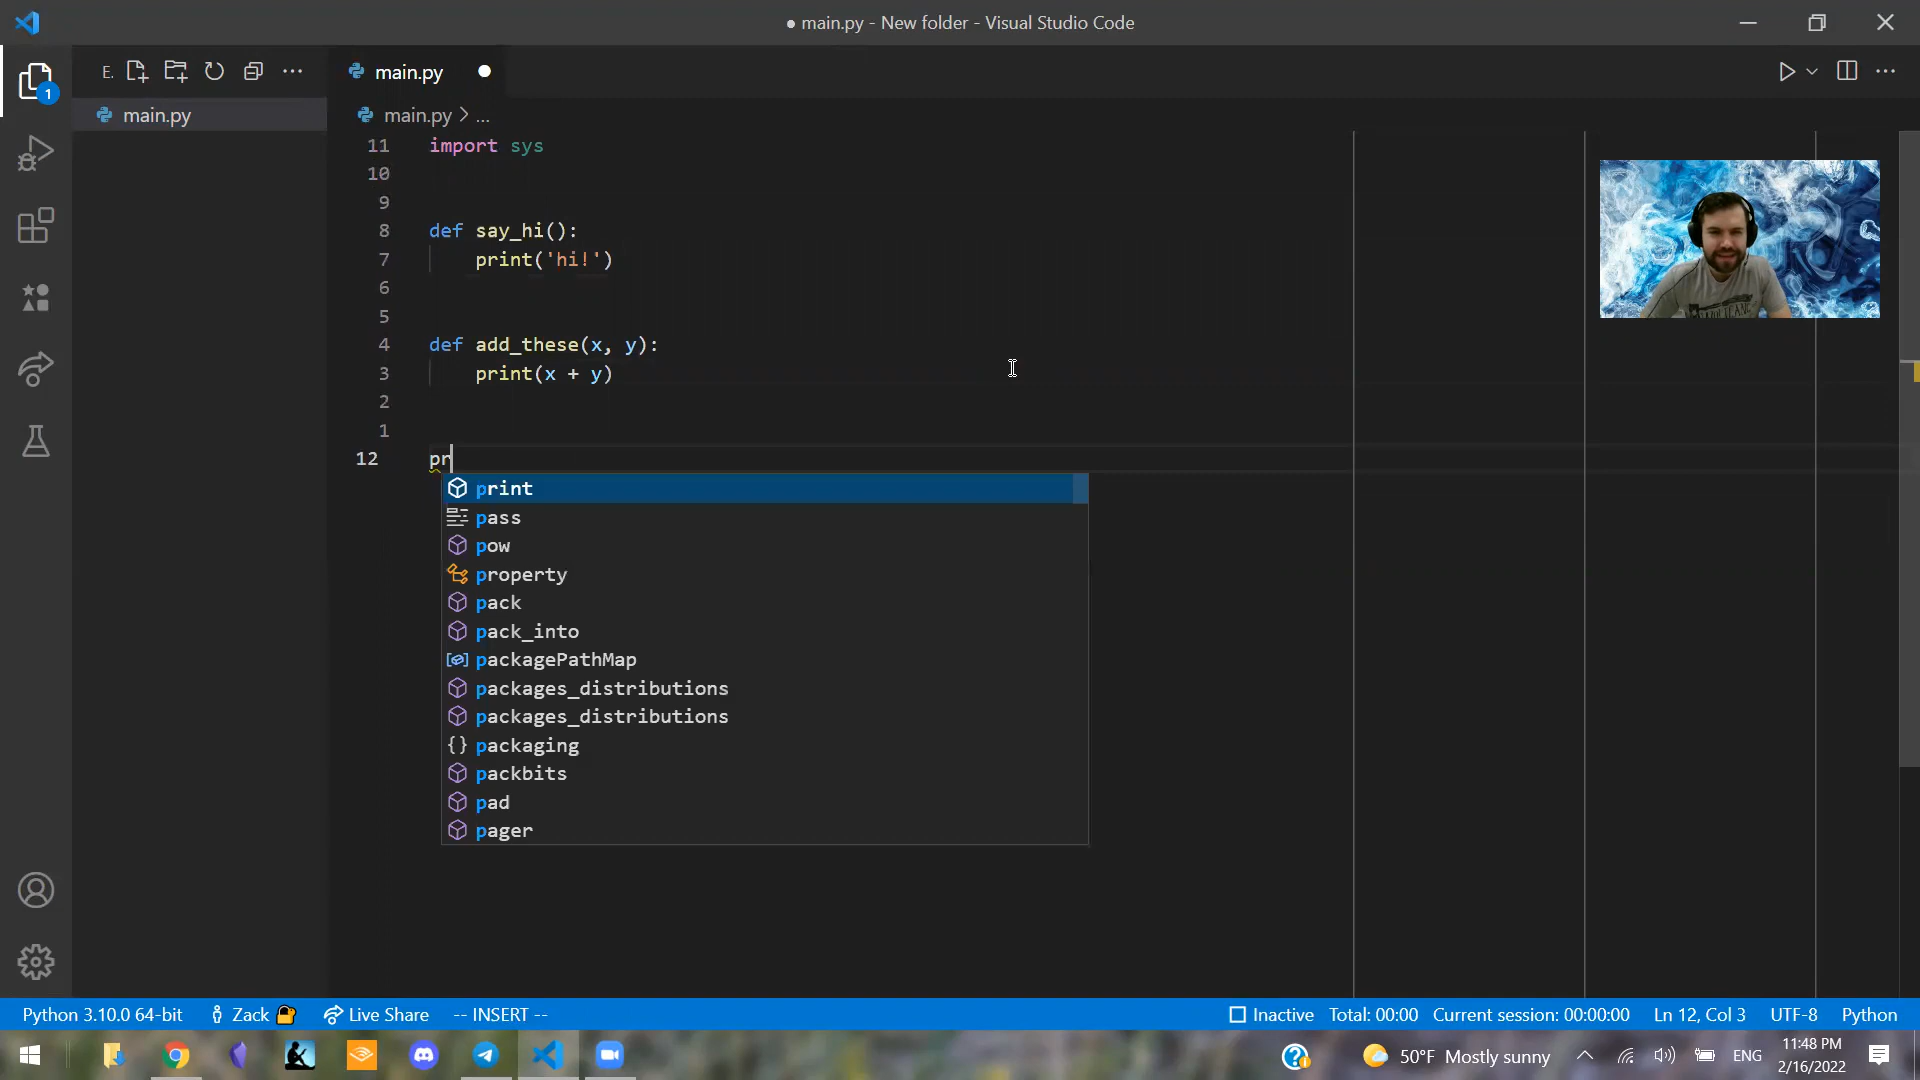 ● main.py - New folder - Visual Studio Code
E.
main.py
1
main.py
main.py > ...
11 import sys
10
9
8 def say_hi():
7 print('hi!')
6
5
4 def add_these(x, y):
3 print(x + y)
2
1
12 pr
print
pass
pow
property
pack
pack_into
packagePathMap
packages_distributions
packages_distributions
packaging
packbits
pad
pager
Python 3.10.0 64-bit Zack Live Share -- INSERT -- Inactive Total: 00:00 Current session: 00:00:00 Ln 12, Col 3 UTF-8 Python
50°F Mostly sunny ENG 11:48 PM
2/16/2022